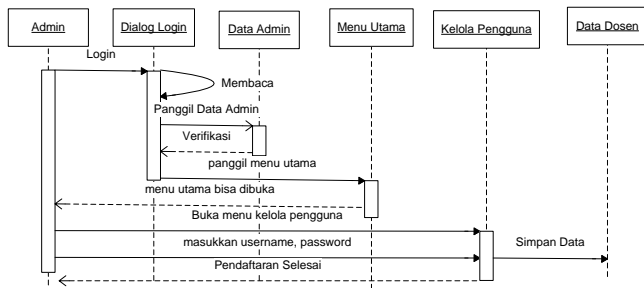 Admin
Dialog Login
Data Admin
Menu Utama
Kelola Pengguna
Data Dosen
Login
Membaca
Panggil Data Admin
Verifikasi
panggil menu utama
menu utama bisa dibuka
Buka menu kelola pengguna
masukkan username, password
Simpan Data
Pendaftaran Selesai